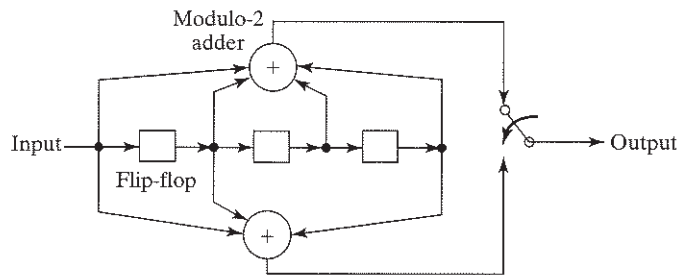 Modulo-2
adder
+
Input
Output
Flip-flop
+